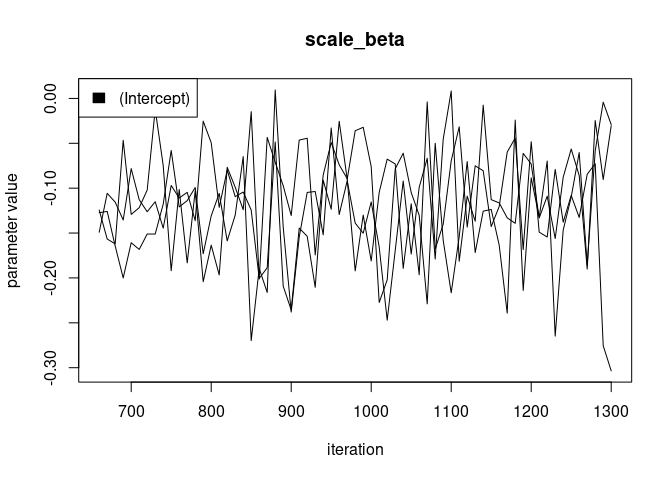 scale_beta
(Intercept)
parameter value
0.00
-0.10
-0.20
-0.30
700 800 900 1000 1100 1200 1300
iteration